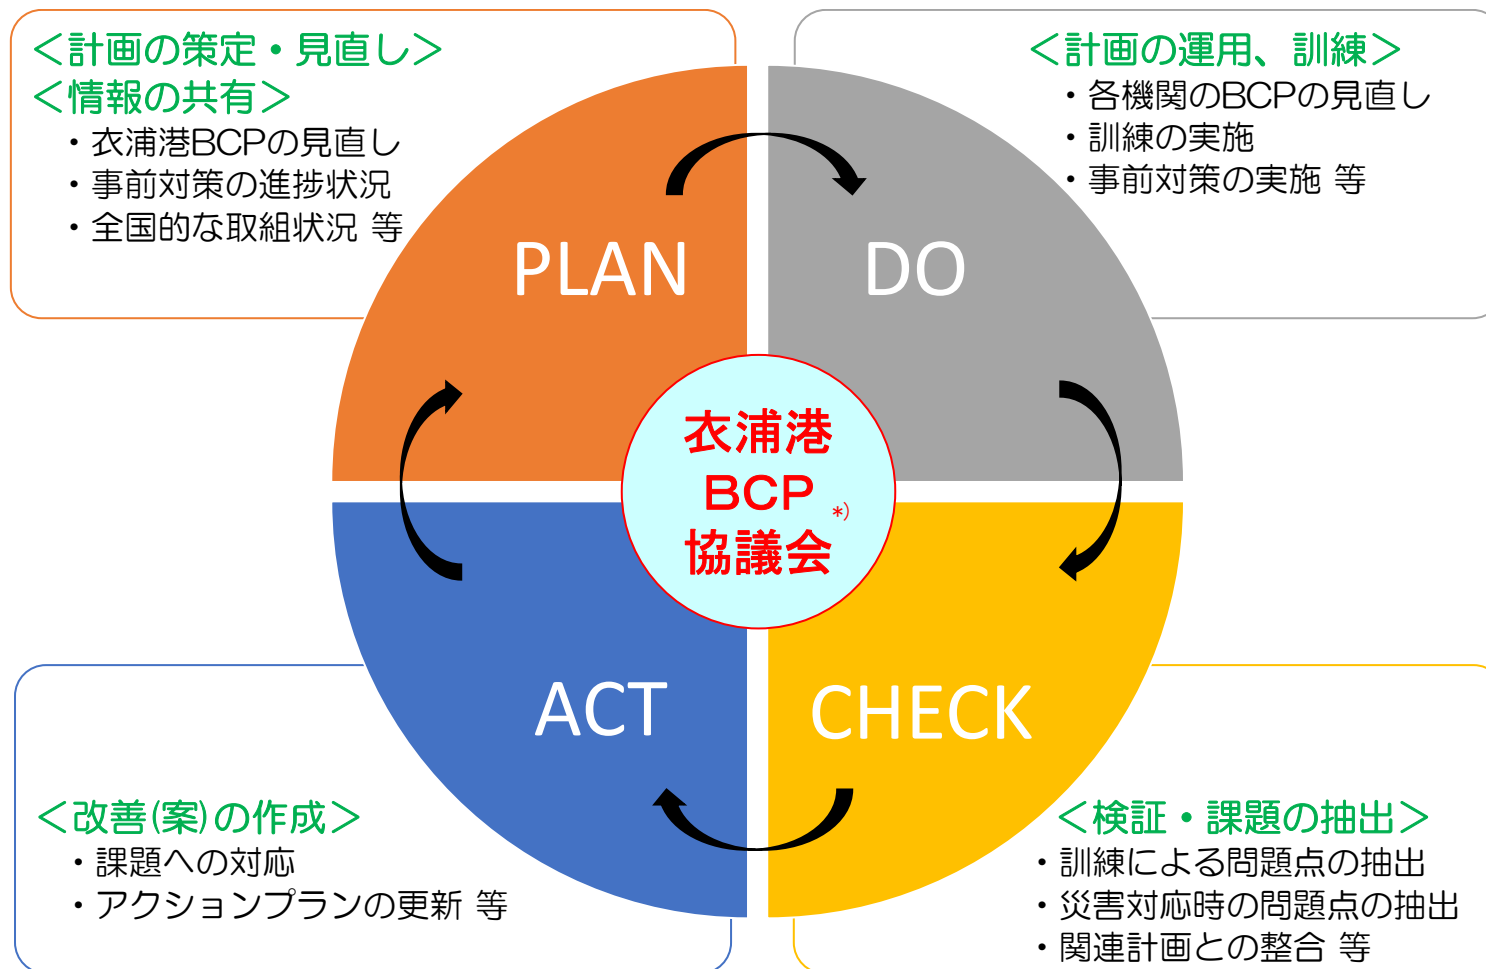 ＜計画の策定・見直し＞
＜情報の共有＞
・衣浦港BCPの見直し
・事前対策の進捗状況
・全国的な取組状況 等
＜計画の運用、訓練＞
・各機関のBCPの見直し
・訓練の実施
・事前対策の実施 等
PLAN
DO
衣浦港
BCP
*)
協議会
ACT
CHECK
＜改善(案)の作成＞
・課題への対応
・アクションプランの更新 等
＜検証・課題の抽出＞
・訓練による問題点の抽出
・災害対応時の問題点の抽出
・関連計画との整合 等